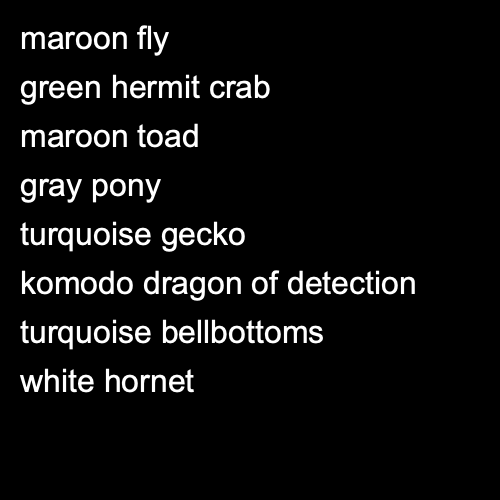 maroon fly
green hermit crab
maroon toad
gray pony
turquoise gecko
komodo dragon of detection
turquoise bellbottoms
white hornet